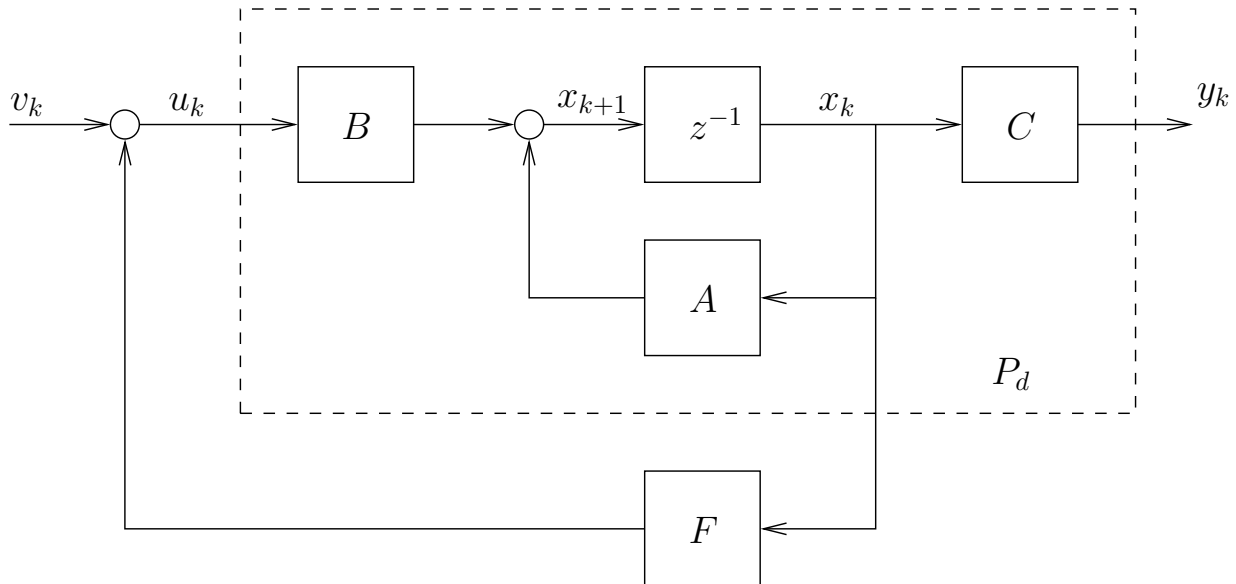 v_k
u_k
B
x_{k+1}
z^{-1}
x_k
C
y_k
A
P_d
F